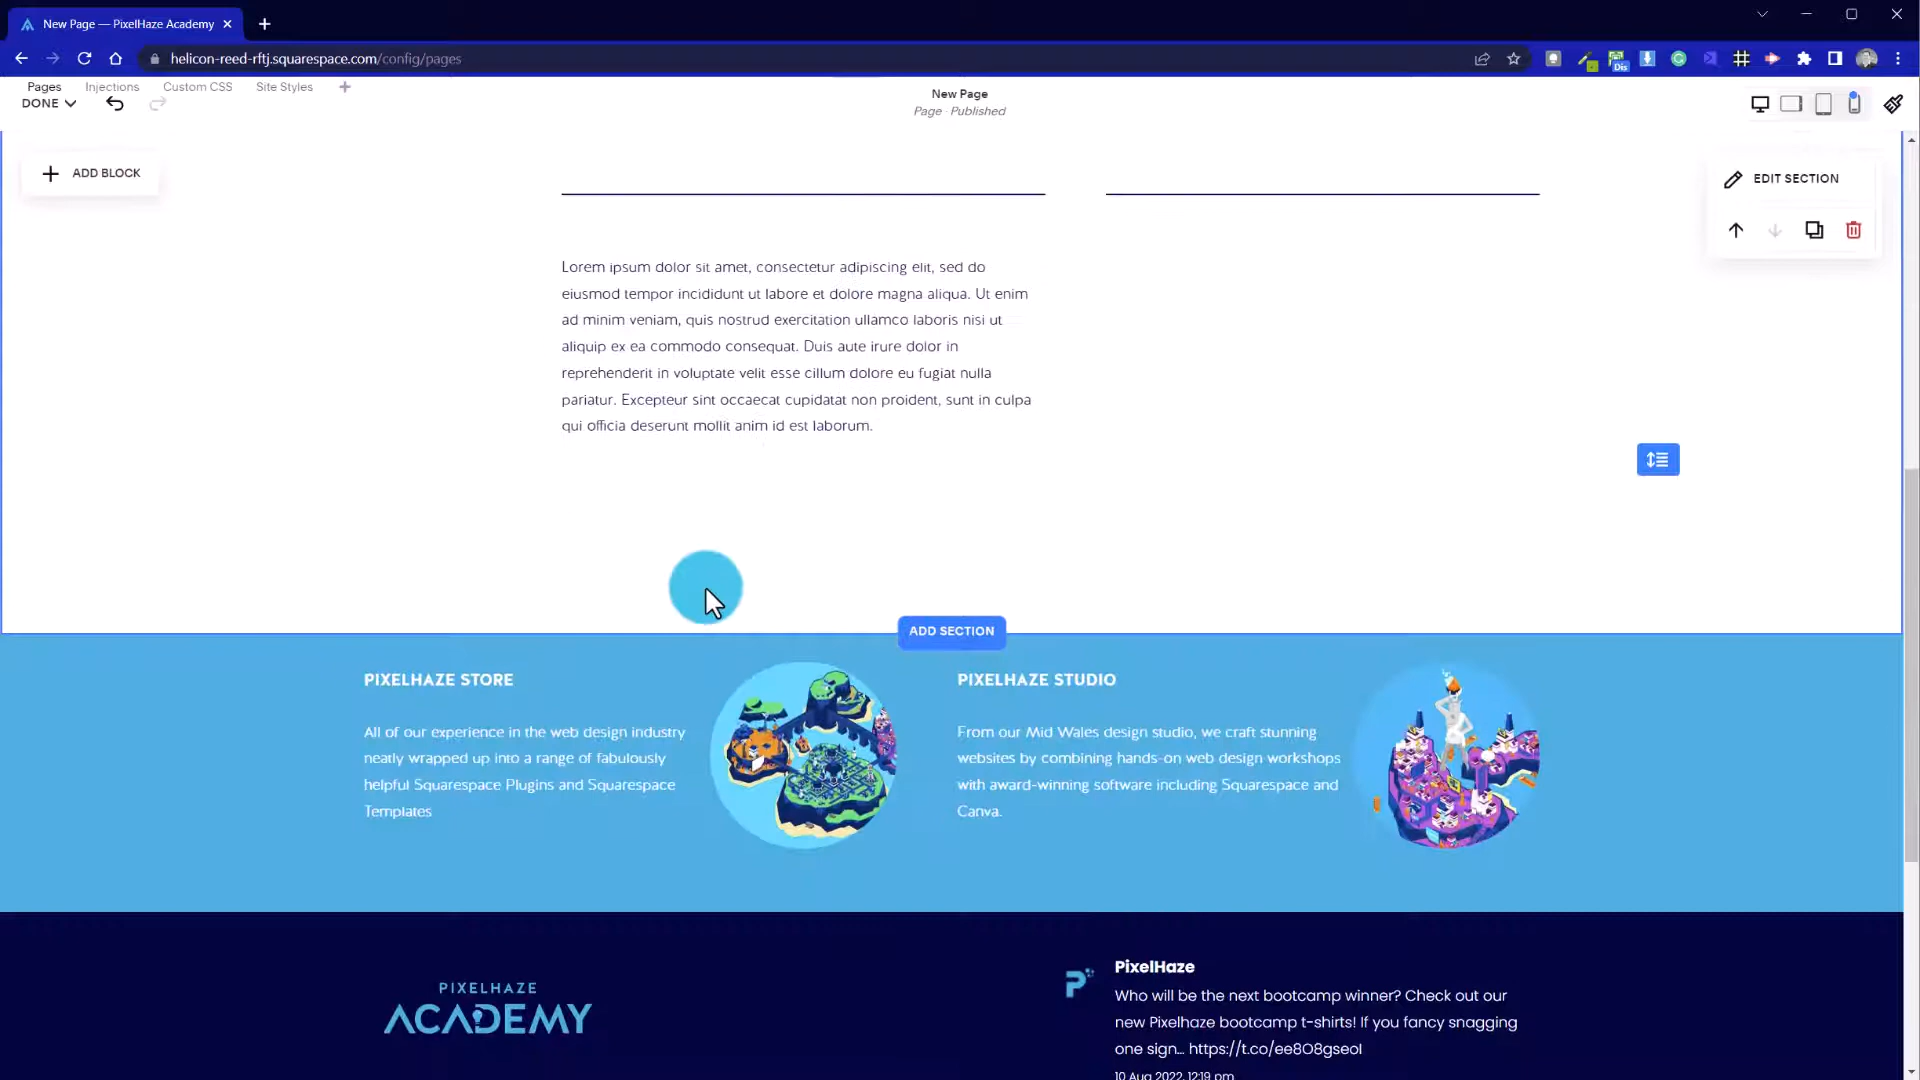 New Page — PixelHaze Academy
helicon-reed-rftj.squarespace.com/config/pages
Dis
Pages
Injections
Custom CSS
Site Styles
DONE
New Page
Page · Published
ADD BLOCK
EDIT SECTION
Lorem ipsum dolor sit amet, consectetur adipiscing elit, sed do
eiusmod tempor incididunt ut labore et dolore magna aliqua. Ut enim
ad minim veniam, quis nostrud exercitation ullamco laboris nisi ut
aliquip ex ea commodo consequat. Duis aute irure dolor in
reprehenderit in voluptate velit esse cillum dolore eu fugiat nulla
pariatur. Excepteur sint occaecat cupidatat non proident, sunt in culpa
qui officia deserunt mollit anim id est laborum.
ADD SECTION
PIXELHAZE STORE
All of our experience in the web design industry
neatly wrapped up into a range of fabulously
helpful Squarespace Plugins and Squarespace
Templates
PIXELHAZE STUDIO
From our Mid Wales design studio, we craft stunning
websites by combining hands-on web design workshops
with award-winning software including Squarespace and
Canva.
PIXELHAZE
ACADEMY
PixelHaze
Who will be the next bootcamp winner? Check out our
new Pixelhaze bootcamp t-shirts! If you fancy snagging
one sign… https://t.co/ee8O8gseoI
10 Aug 2022, 12:19 pm